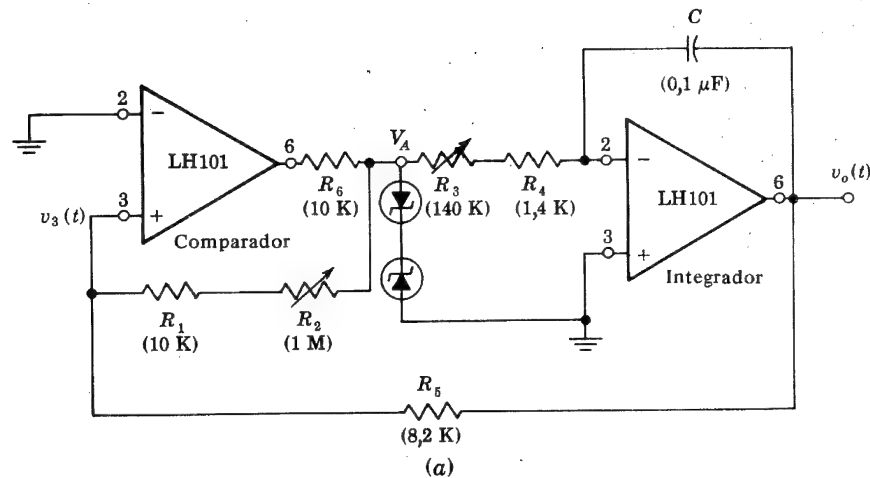 C
(0,1 μF)
2
−
LH101
6
R6
(10 K)
VA
R3
(140 K)
R4
(1,4 K)
2
−
LH101
6
vo(t)
v3(t)
3
+
Comparador
3
+
Integrador
R1
(10 K)
R2
(1 M)
R5
(8,2 K)
(a)